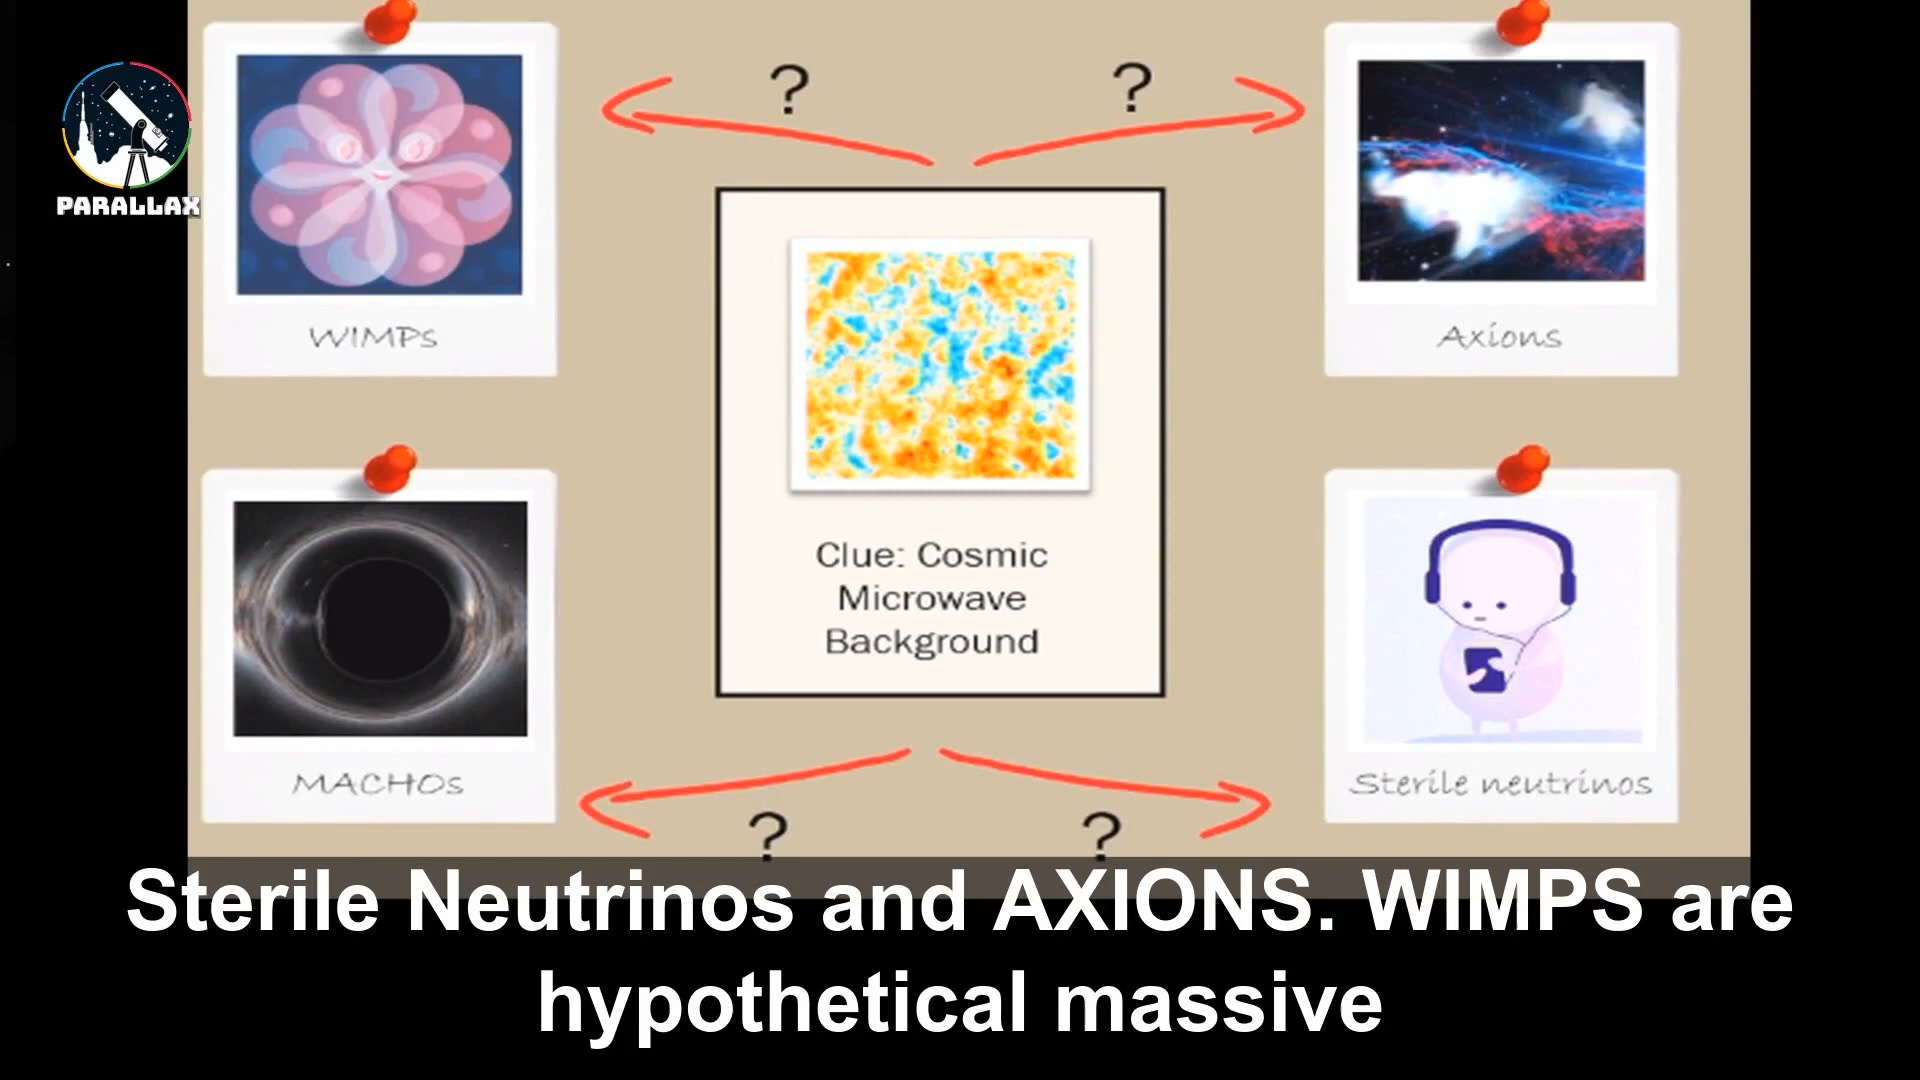 PARALLAX
?
?
WIMPs
Axions
Clue: Cosmic
Microwave
Background
MACHOs
Sterile neutrinos
?
?
Sterile Neutrinos and AXIONS. WIMPS are
hypothetical massive